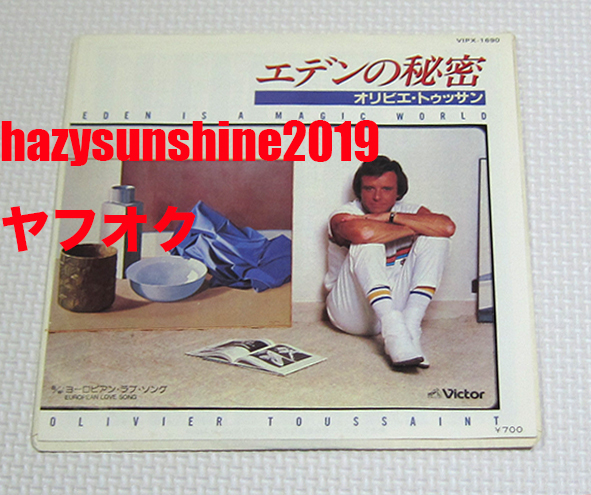 VIPX-1690
エデンの秘密
オリビエ・トゥッサン
EDEN IS A MAGIC WORLD
hazysunshine2019
ヤフオク
ヨーロピアン・ラブ・ソング
EUROPEAN LOVE SONG
Victor
OLIVIER TOUSSAINT
¥700